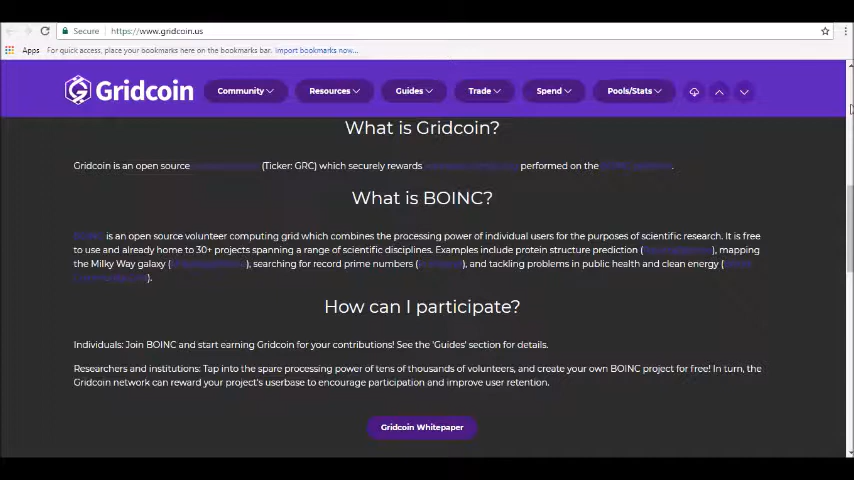 Secure https://www.gridcoin.us
Apps For quick access, place your bookmarks here on the bookmarks bar. Import bookmarks now...
Gridcoin Community Resources Guides Trade Spend Pools/Stats
What is Gridcoin?
Gridcoin is an open source (Ticker: GRC) which securely rewards performed on the .
What is BOINC?
BOINC is an open source volunteer computing grid which combines the processing power of individual users for the purposes of scientific research. It is free
to use and already home to 30+ projects spanning a range of scientific disciplines. Examples include protein structure prediction ( ), mapping
the Milky Way galaxy ( ), searching for record prime numbers ( ), and tackling problems in public health and clean energy (
).
How can I participate?
Individuals: Join BOINC and start earning Gridcoin for your contributions! See the 'Guides' section for details.
Researchers and institutions: Tap into the spare processing power of tens of thousands of volunteers, and create your own BOINC project for free! In turn, the
Gridcoin network can reward your project's userbase to encourage participation and improve user retention.
Gridcoin Whitepaper